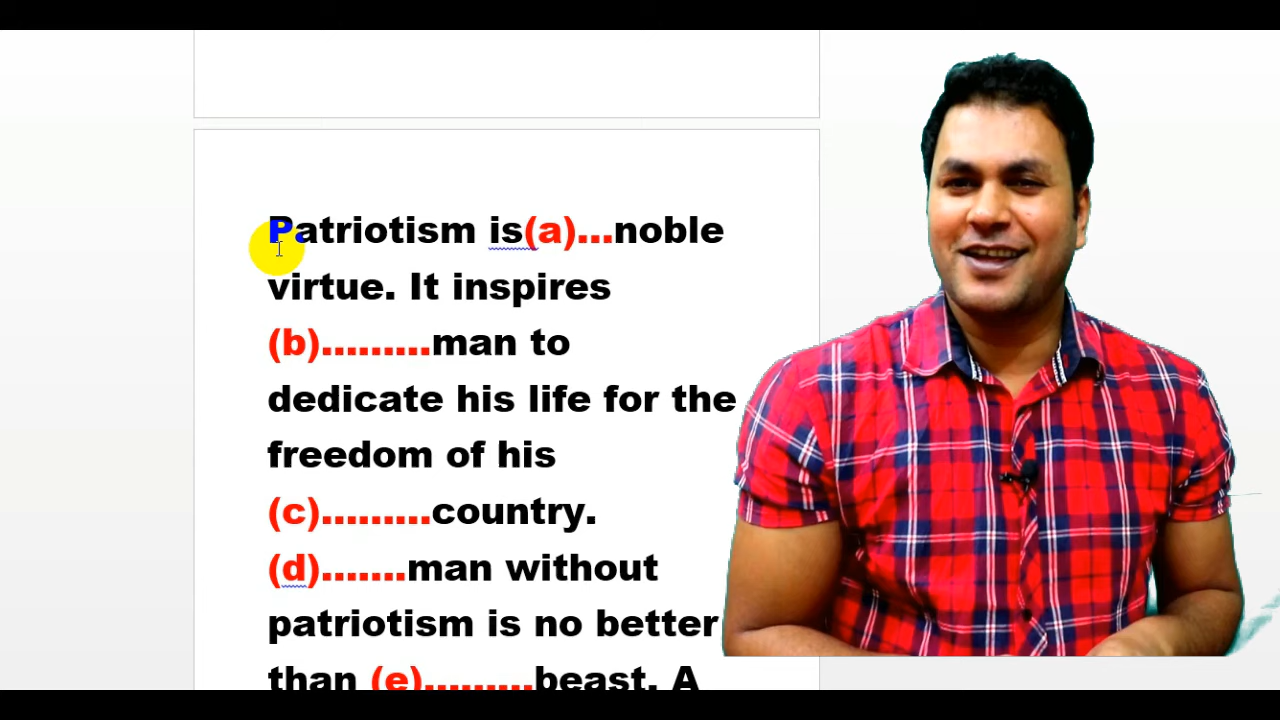 Patriotism is(a)...noble
virtue. It inspires
(b).........man to
dedicate his life for the
freedom of his
(c).........country.
(d).......man without
patriotism is no better
than (e).........beast. A